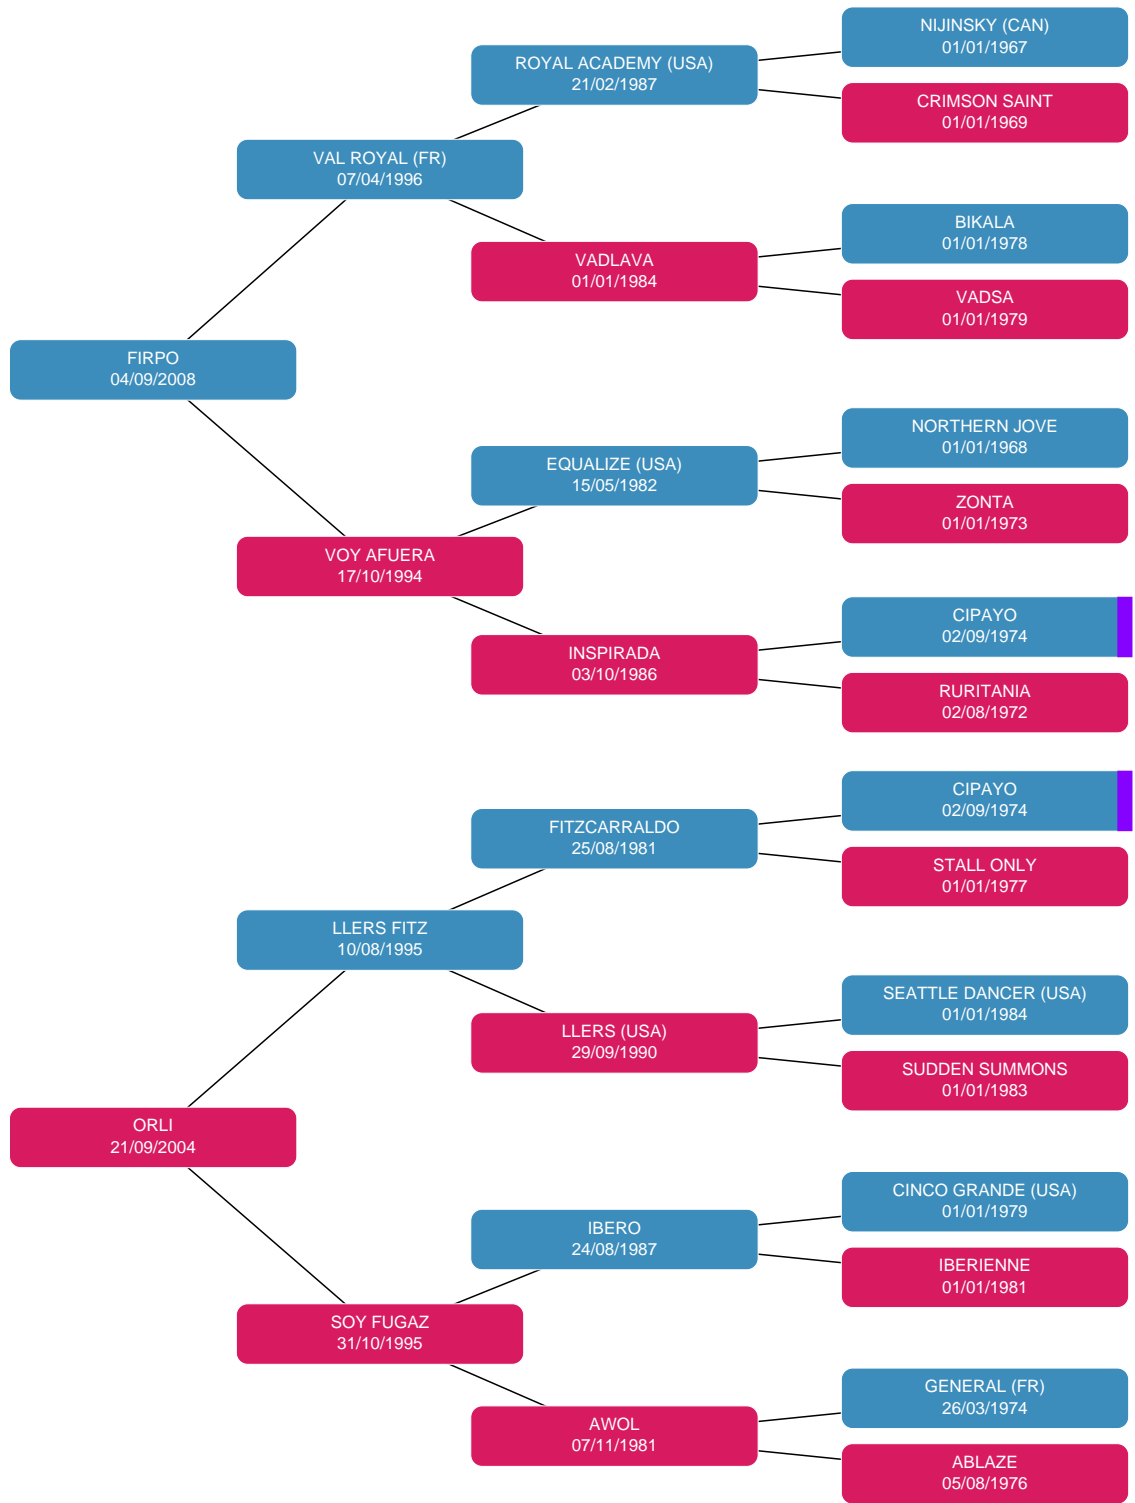 NIJINSKY (CAN)
01/01/1967
ROYAL ACADEMY (USA)
21/02/1987
CRIMSON SAINT
01/01/1969
VAL ROYAL (FR)
07/04/1996
BIKALA
01/01/1978
VADLAVA
01/01/1984
VADSA
01/01/1979
FIRPO
04/09/2008
NORTHERN JOVE
01/01/1968
EQUALIZE (USA)
15/05/1982
ZONTA
01/01/1973
VOY AFUERA
17/10/1994
CIPAYO
02/09/1974
INSPIRADA
03/10/1986
RURITANIA
02/08/1972
CIPAYO
02/09/1974
FITZCARRALDO
25/08/1981
STALL ONLY
01/01/1977
LLERS FITZ
10/08/1995
SEATTLE DANCER (USA)
01/01/1984
LLERS (USA)
29/09/1990
SUDDEN SUMMONS
01/01/1983
ORLI
21/09/2004
CINCO GRANDE (USA)
01/01/1979
IBERO
24/08/1987
IBERIENNE
01/01/1981
SOY FUGAZ
31/10/1995
GENERAL (FR)
26/03/1974
AWOL
07/11/1981
ABLAZE
05/08/1976